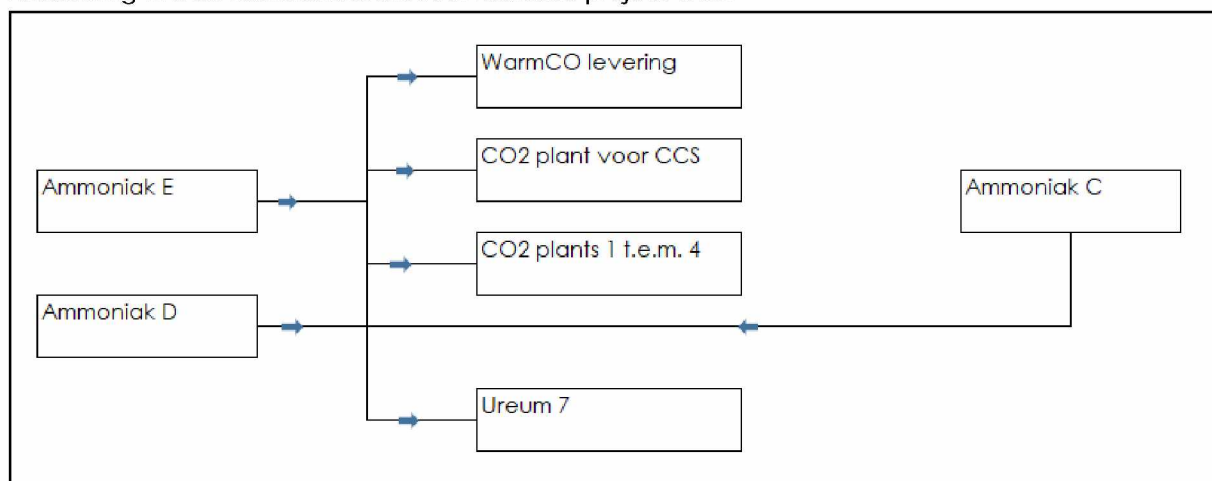 WarmCO levering
CO2 plant voor CCS
Ammoniak E
Ammoniak C
CO2 plants 1 t.e.m. 4
Ammoniak D
Ureum 7